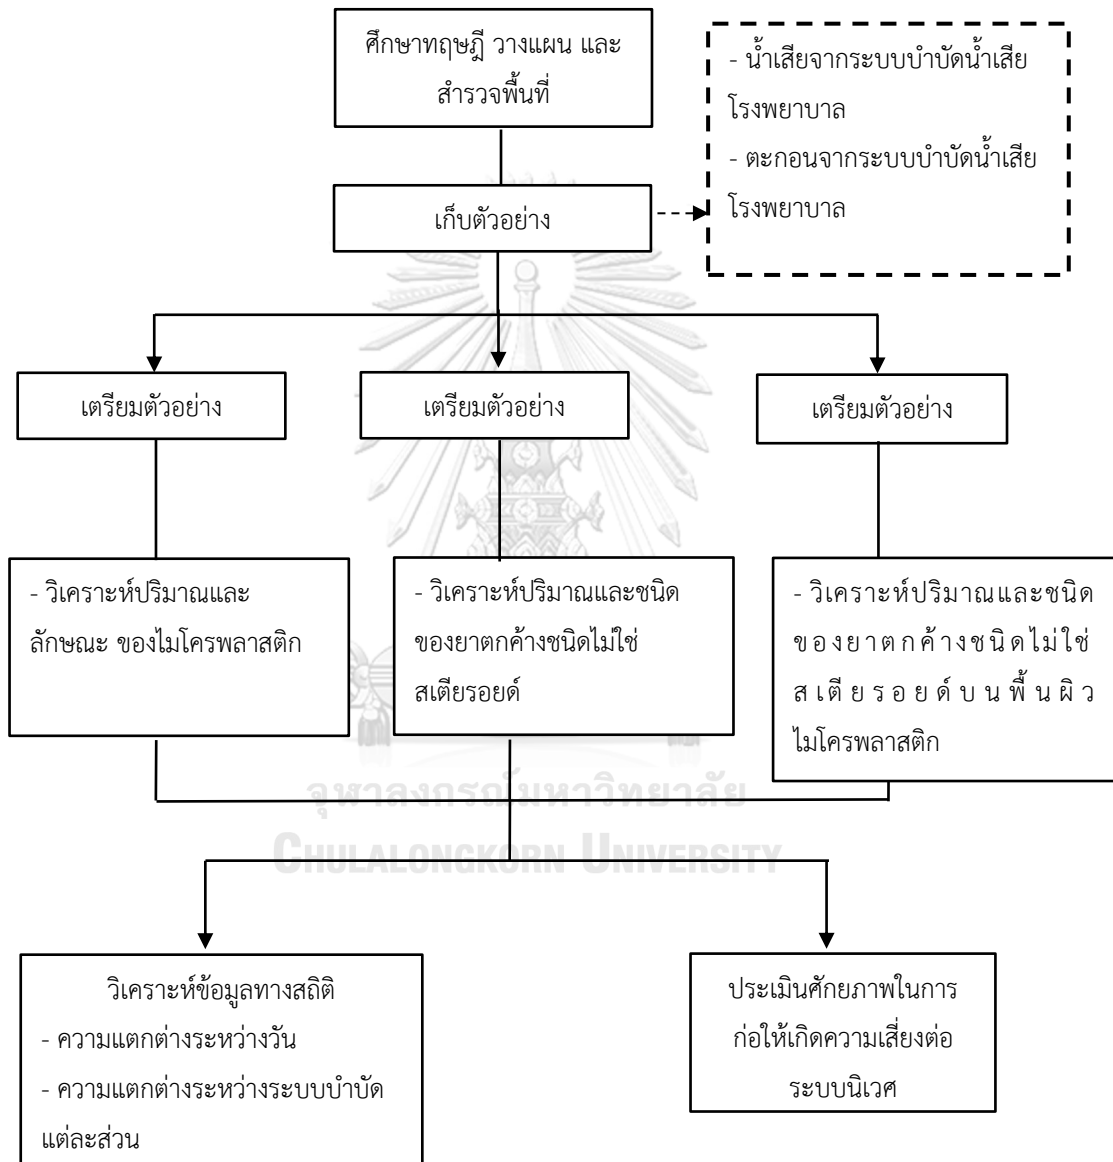 ศึกษาทฤษฎี วางแผน และ
สำรวจพื้นที่
- น้ำเสียจากระบบบำบัดน้ำเสีย
โรงพยาบาล
- ตะกอนจากระบบบำบัดน้ำเสีย
โรงพยาบาล
เก็บตัวอย่าง
เตรียมตัวอย่าง
เตรียมตัวอย่าง
เตรียมตัวอย่าง
- วิเคราะห์ปริมาณและ
ลักษณะ ของไมโครพลาสติก
- วิเคราะห์ปริมาณและชนิด
ของยาตกค้างชนิดไม่ใช่
สเตียรอยด์
- วิเคราะห์ปริมาณและชนิด
ของยาตกค้างชนิดไม่ใช่
สเตียรอยด์บนพื้นผิว
ไมโครพลาสติก
จุฬาลงกรณ์มหาวิทยาลัย
CHULALONGKORN UNIVERSITY
วิเคราะห์ข้อมูลทางสถิติ
- ความแตกต่างระหว่างวัน
- ความแตกต่างระหว่างระบบบำบัด
แต่ละส่วน
ประเมินศักยภาพในการ
ก่อให้เกิดความเสี่ยงต่อ
ระบบนิเวศ